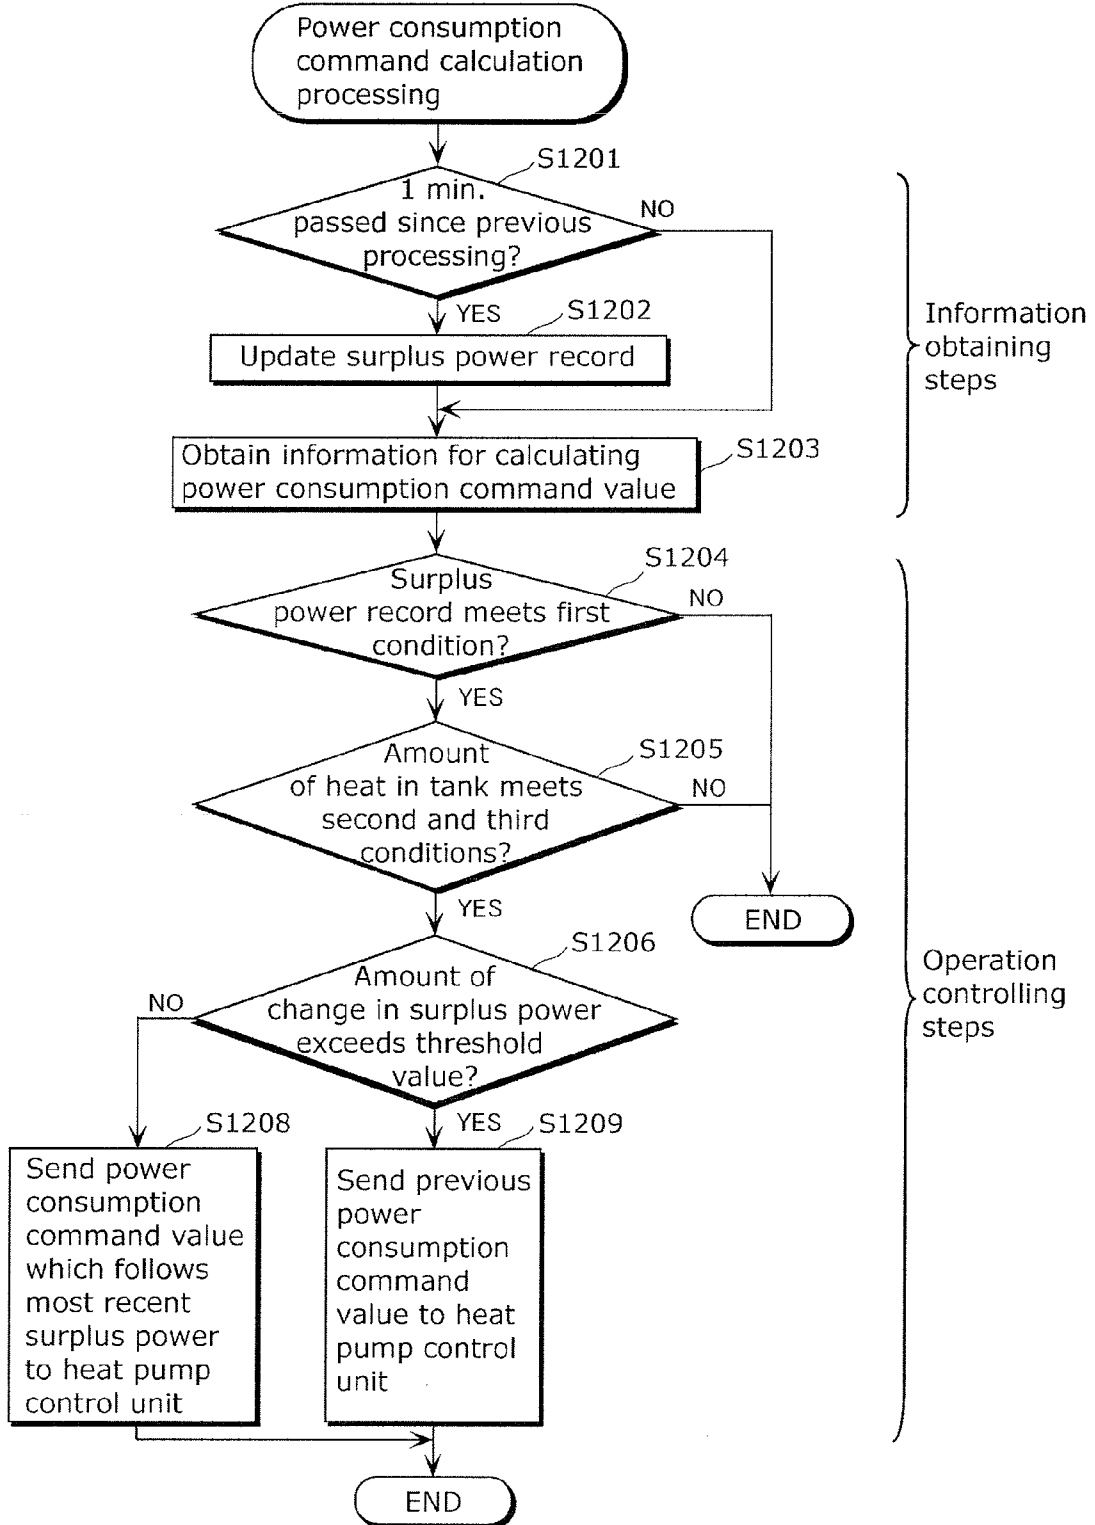 Power consumption
command calculation
processing
S1201
1 min.
passed since previous
processing?
NO
YES
S1202
Update surplus power record
Information
obtaining
steps
S1203
Obtain information for calculating
power consumption command value
S1204
Surplus
power record meets first
condition?
NO
YES
S1205
Amount
of heat in tank meets
second and third
conditions?
NO
YES
END
S1206
Amount of
change in surplus power
exceeds threshold
value?
NO
YES
Operation
controlling
steps
S1208
Send power
consumption
command value
which follows
most recent
surplus power
to heat pump
control unit
S1209
Send previous
power
consumption
command
value to heat
pump control
unit
END